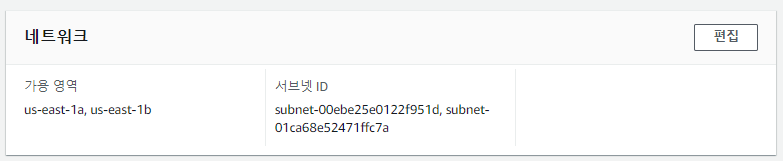 네트워크
편집
가용 영역
us-east-1a, us-east-1b
서브넷 ID
subnet-00ebe25e0122f951d, subnet-
01ca68e52471ffc7a